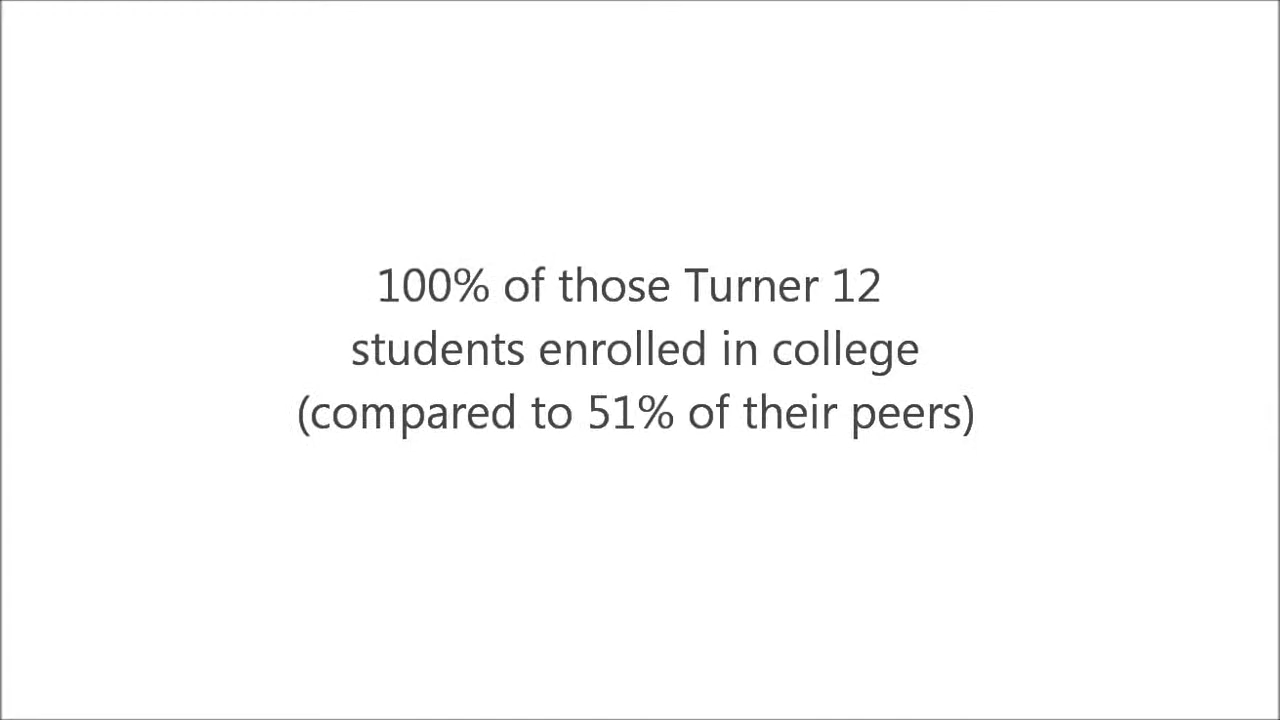 100% of those Turner 12
students enrolled in college
(compared to 51% of their peers)